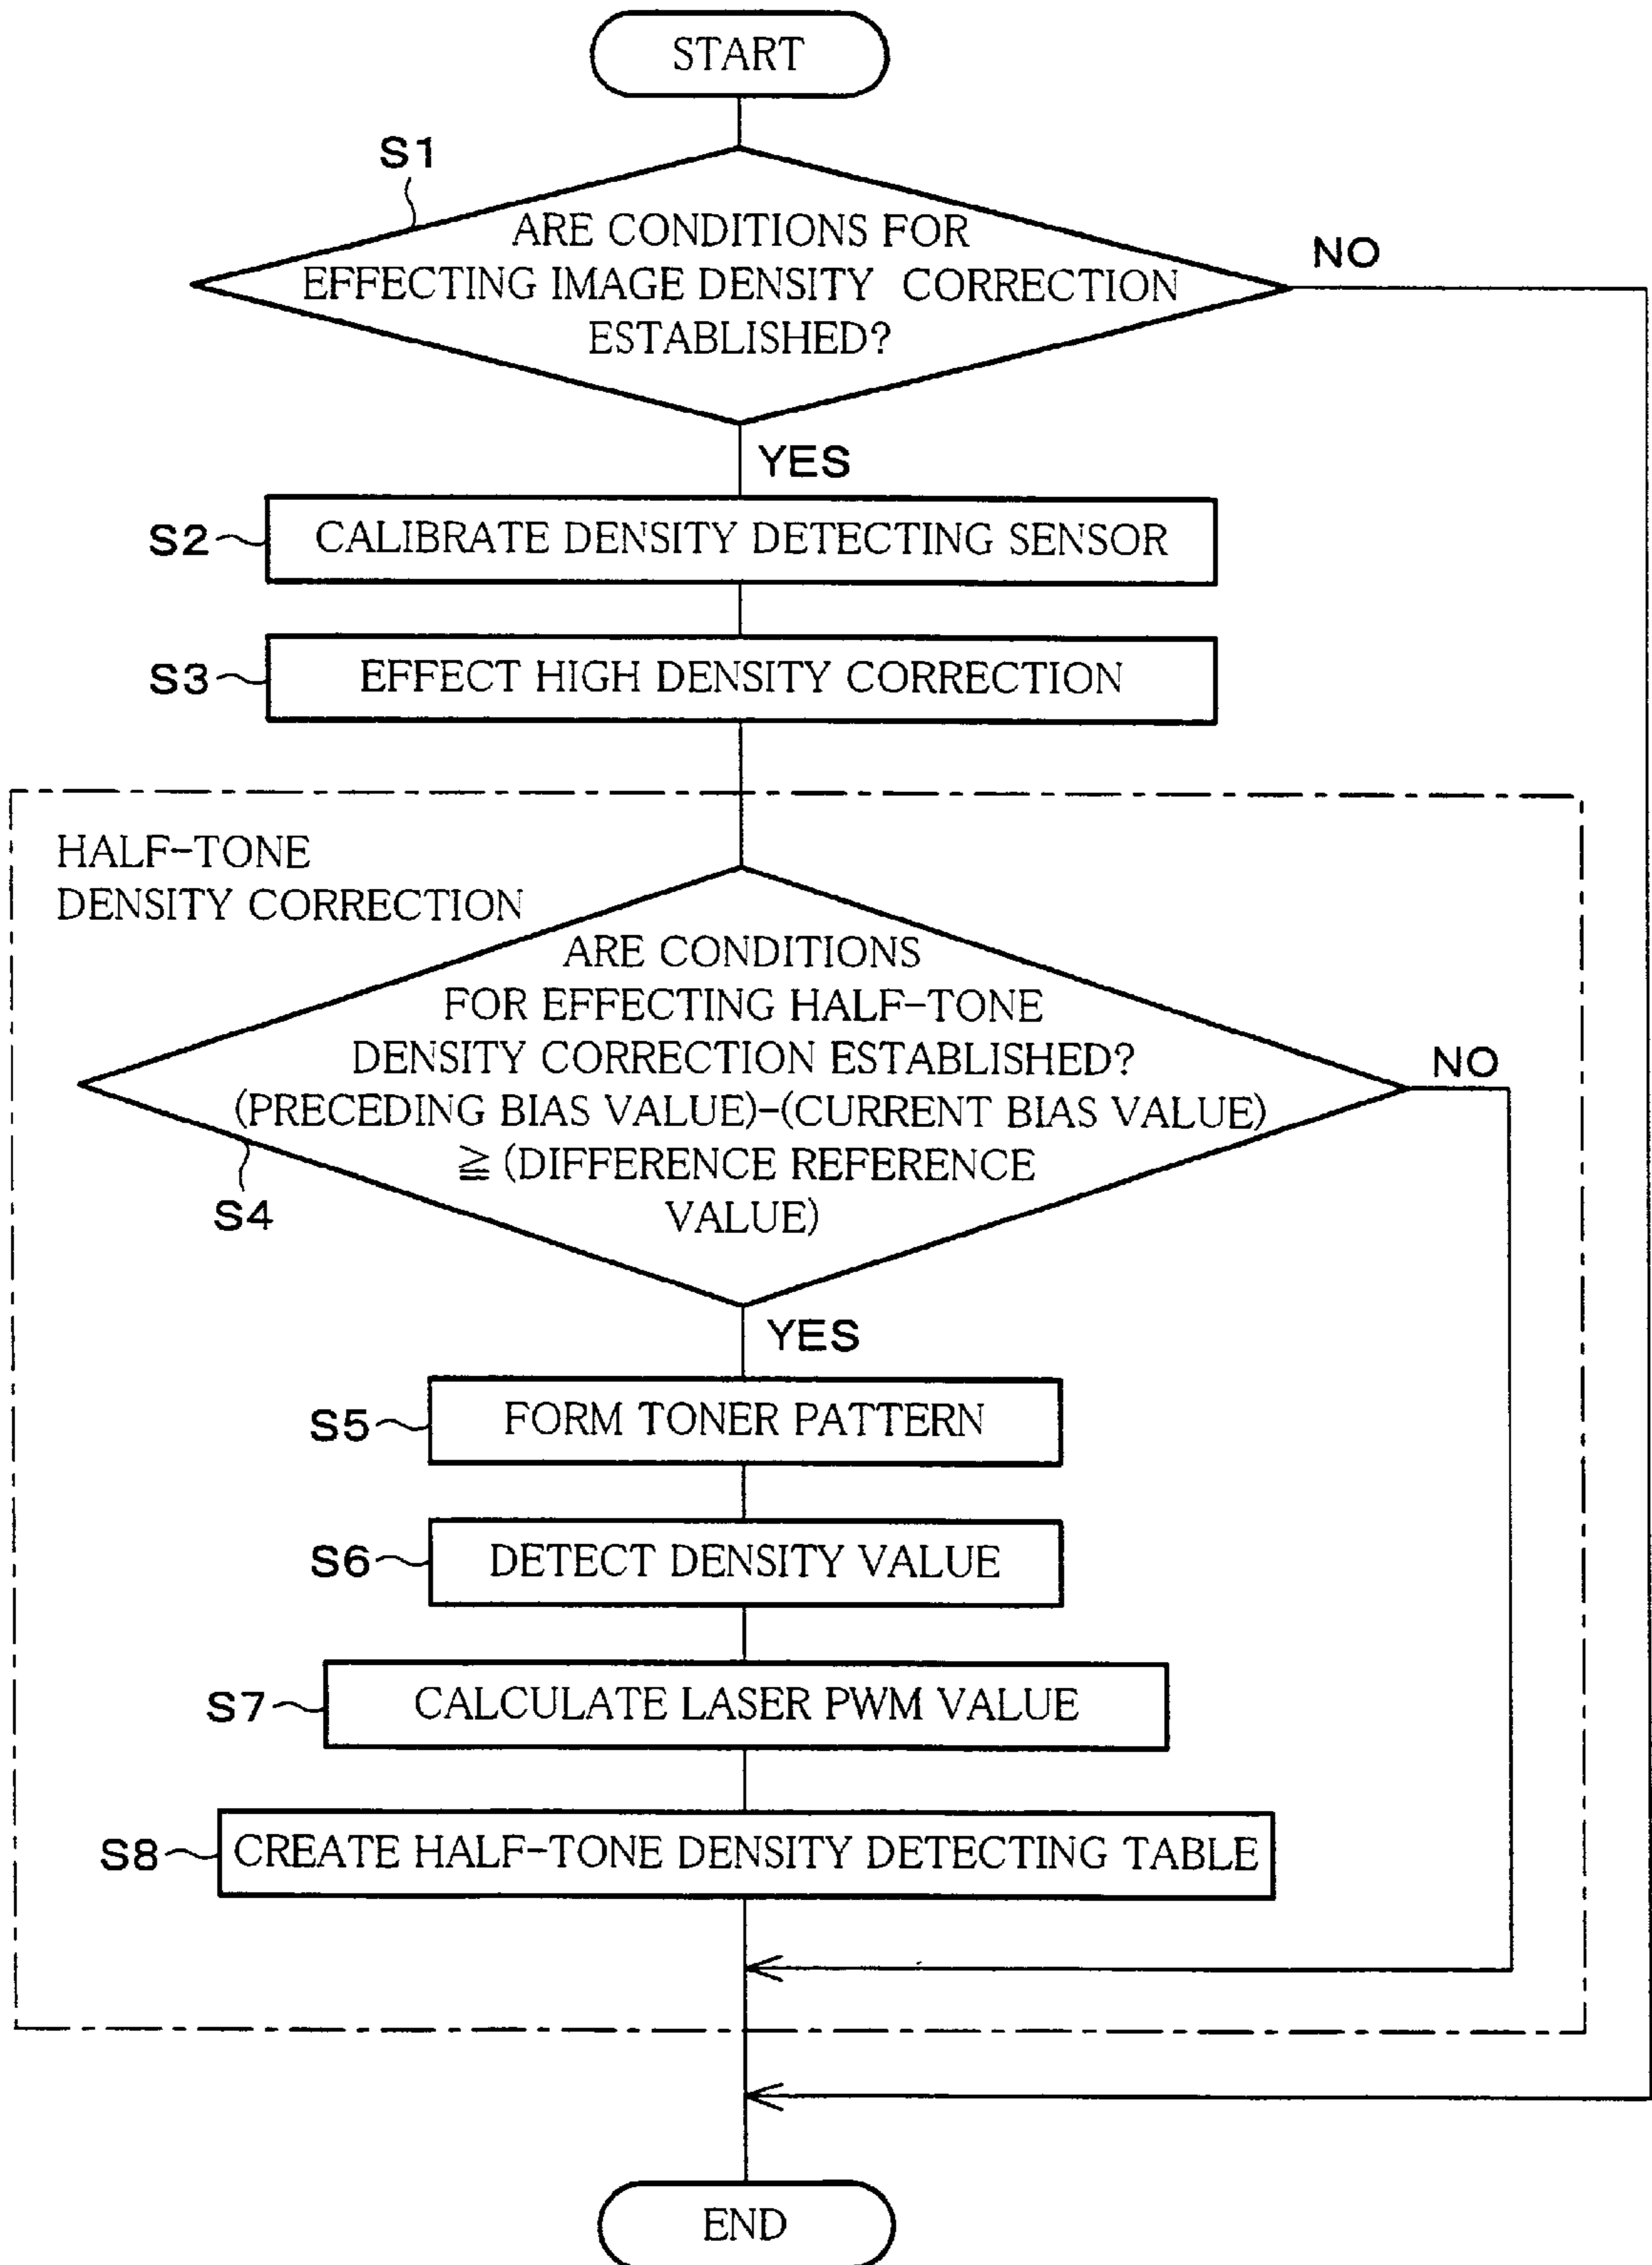 START
S1
ARE CONDITIONS FOR
EFFECTING IMAGE DENSITY CORRECTION
ESTABLISHED?
NO
YES
S2
CALIBRATE DENSITY DETECTING SENSOR
S3
EFFECT HIGH DENSITY CORRECTION
HALF-TONE
DENSITY CORRECTION
ARE CONDITIONS
FOR EFFECTING HALF-TONE
DENSITY CORRECTION ESTABLISHED?
(PRECEDING BIAS VALUE)-(CURRENT BIAS VALUE)
≧ (DIFFERENCE REFERENCE
VALUE)
NO
S4
YES
S5
FORM TONER PATTERN
S6
DETECT DENSITY VALUE
S7
CALCULATE LASER PWM VALUE
S8
CREATE HALF-TONE DENSITY DETECTING TABLE
END